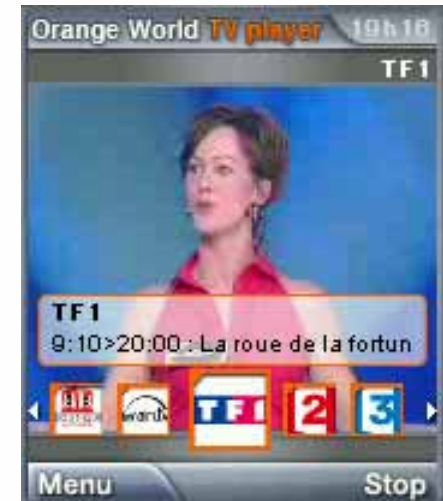 Orange World TV player 19h16
TF1
TF1
9:10>20:00 : La roue de la fortun
TF1 2 3
Menu Stop